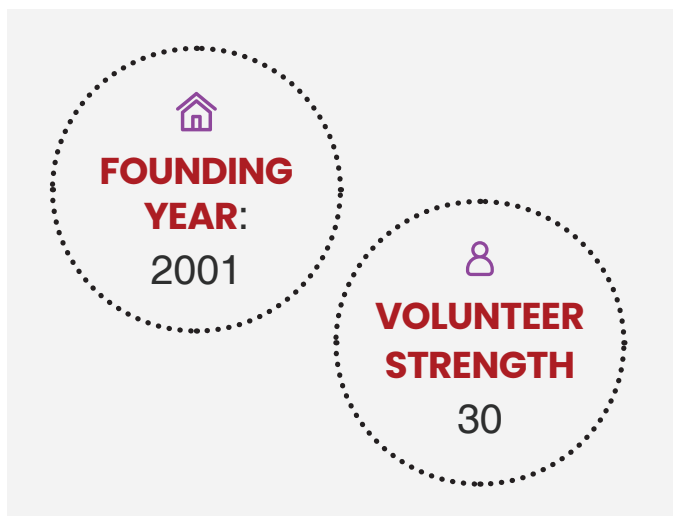 FOUNDING
YEAR:
2001
VOLUNTEER
STRENGTH
30